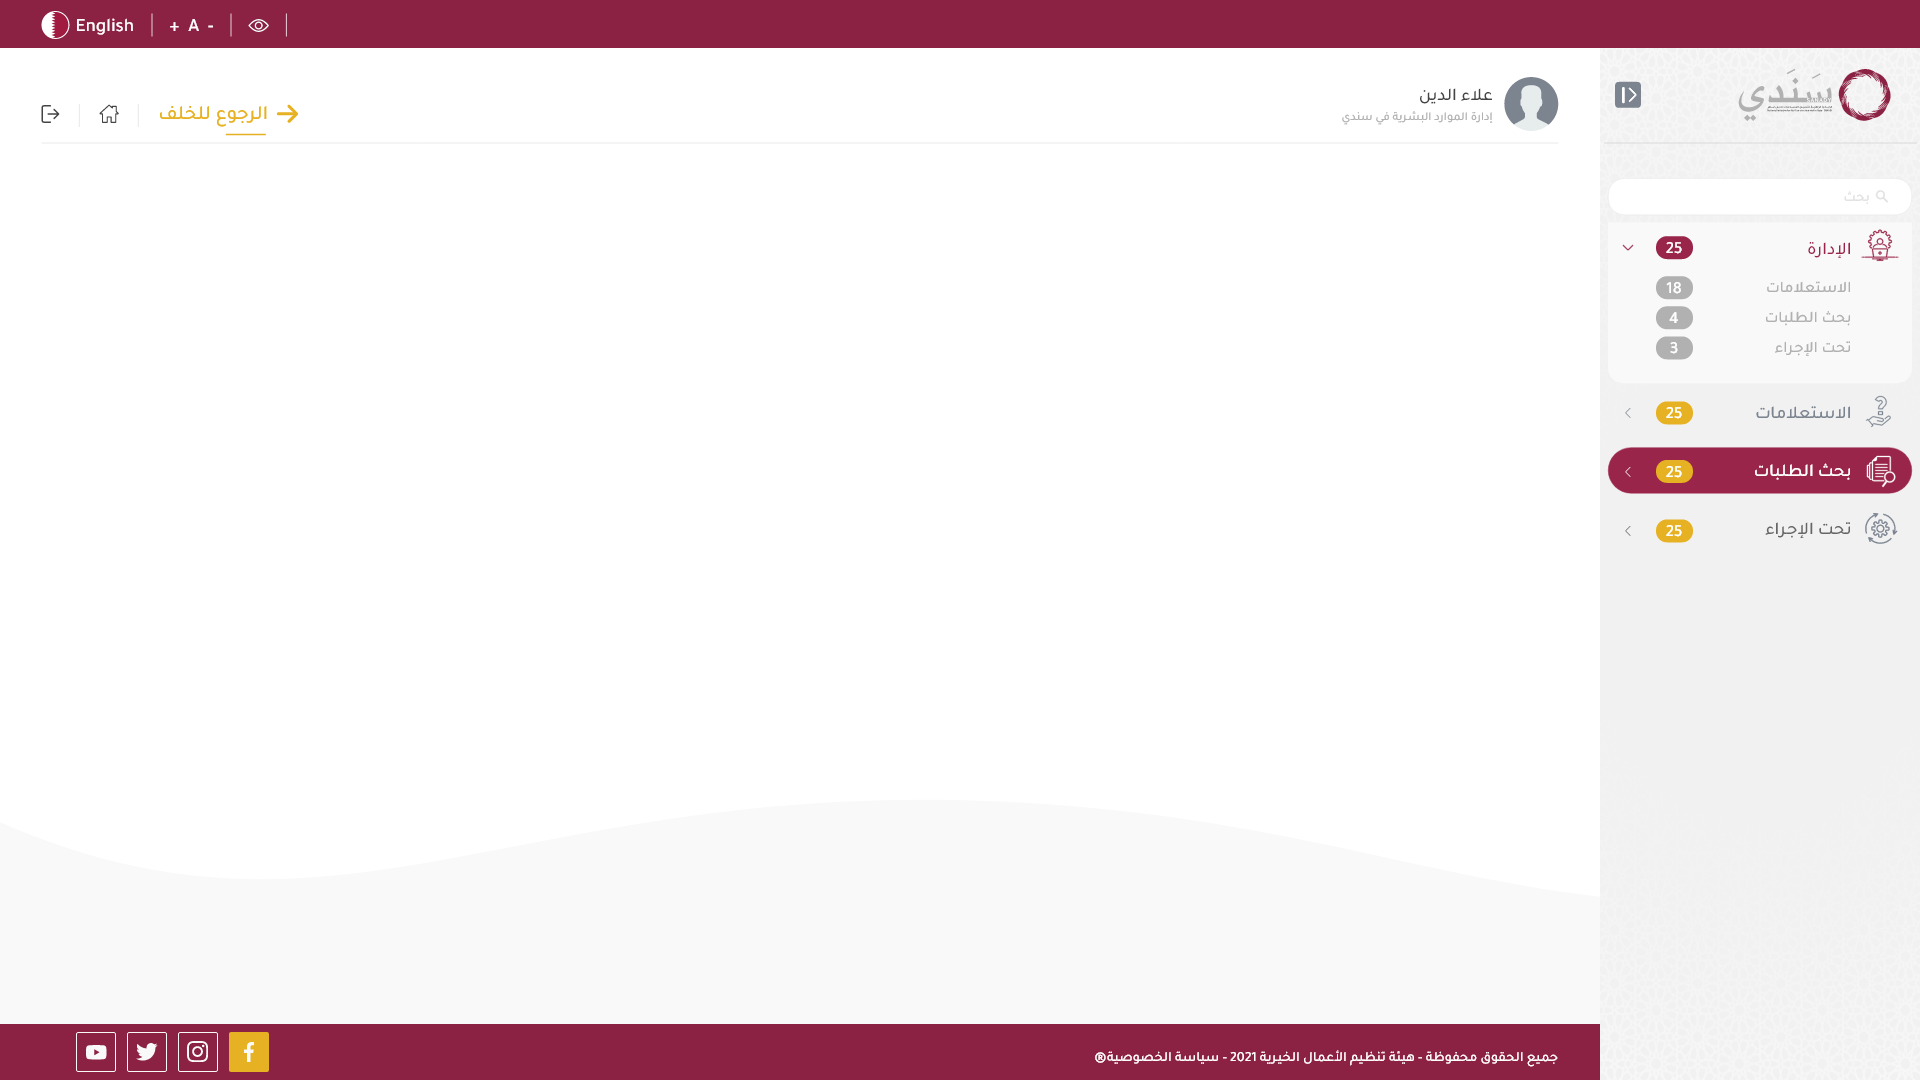 English
+ A -
سَنَدي
SANADY
علاء الدين
إدارة الموارد البشرية في سندي
الرجوع للخلف
بحث
الإدارة 25
الاستعلامات 18
بحث الطلبات 4
تحت الإجراء 3
الاستعلامات 25
بحث الطلبات 25
تحت الإجراء 25
جميع الحقوق محفوظة - هيئة تنظيم الأعمال الخيرية 2021 - سياسة الخصوصية®